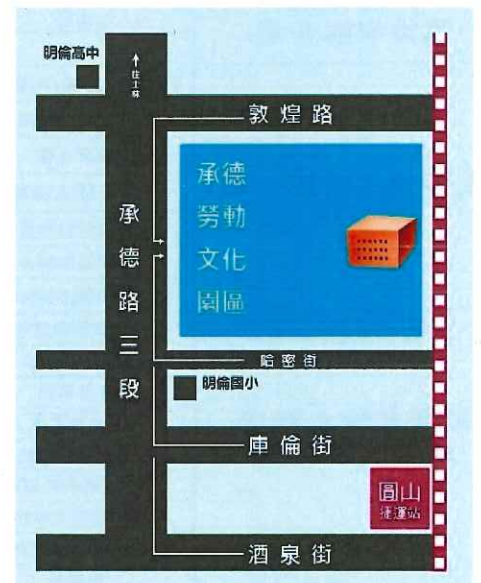 明倫高中
↑往士林
敦煌路
承德
勞動
文化
園區
承德路三段
哈密街
明倫國小
庫倫街
圓山
捷運站
酒泉街